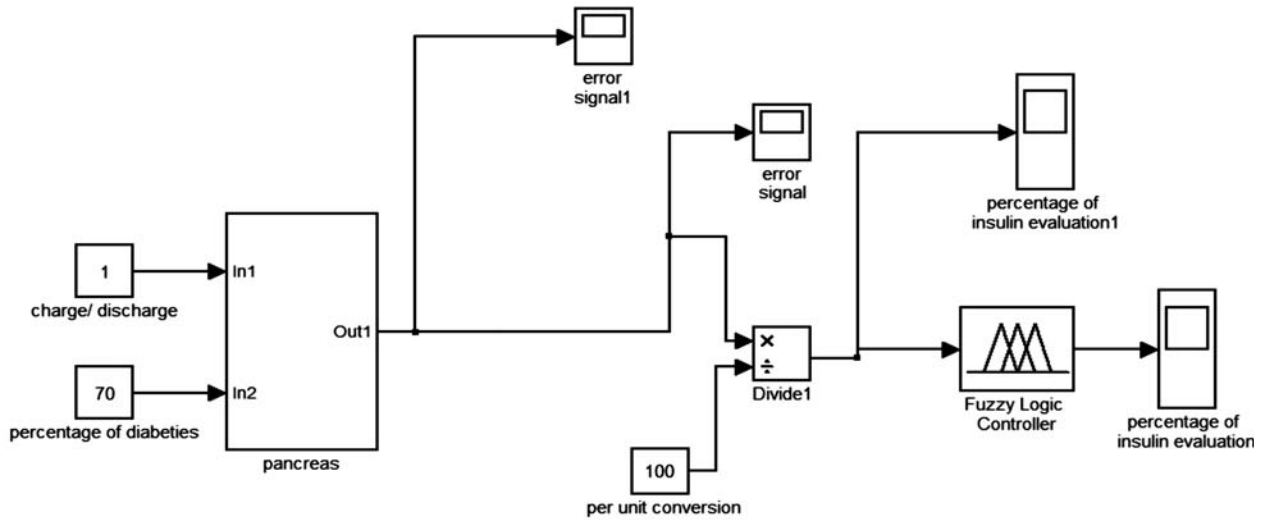 error
signal1
error
signal
percentage of
insulin evaluation1
1
charge/ discharge
In1
Out1
70
percentage of diabeties
In2
pancreas
×
÷
Divide1
100
per unit conversion
Fuzzy Logic
Controller
percentage of
insulin evaluation